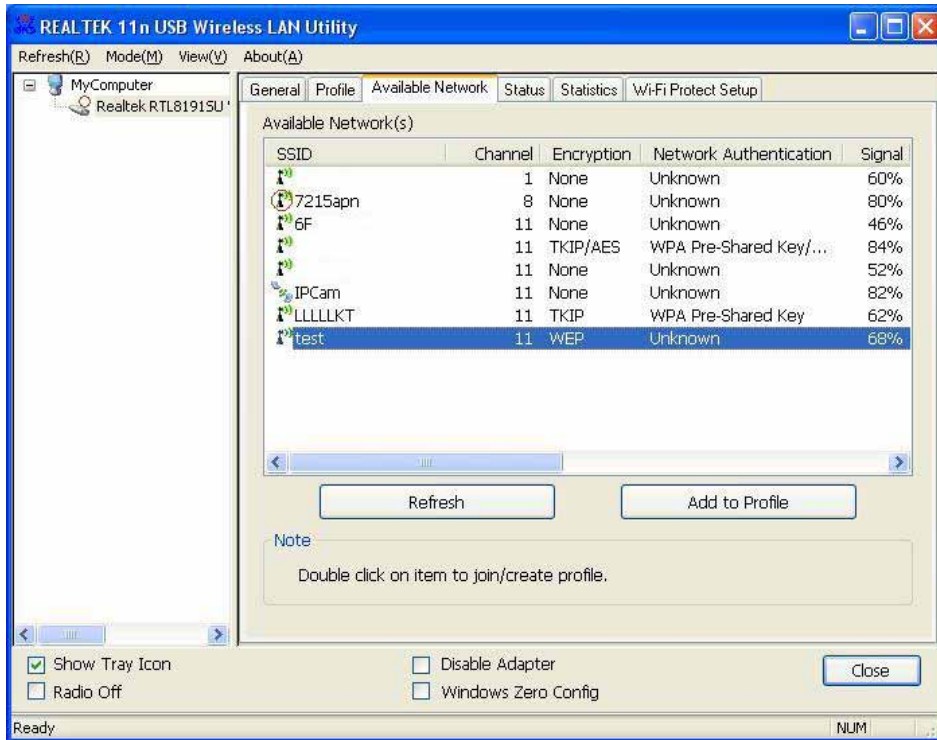 REALTEK 11n USB Wireless LAN Utility
Refresh(R) Mode(M) View(V) About(A)
MyComputer
Realtek RTL8191SU
General Profile Available Network Status Statistics Wi-Fi Protect Setup
Available Network(s)
SSID Channel Encryption Network Authentication Signal
1 None Unknown 60%
7215apn 8 None Unknown 80%
6F 11 None Unknown 46%
11 TKIP/AES WPA Pre-Shared Key/... 84%
11 None Unknown 52%
IPCam 11 None Unknown 82%
LLLLLKT 11 TKIP WPA Pre-Shared Key 62%
test 11 WEP Unknown 68%
Refresh Add to Profile
Note
Double click on item to join/create profile.
Show Tray Icon Disable Adapter Close
Radio Off Windows Zero Config
Ready NUM